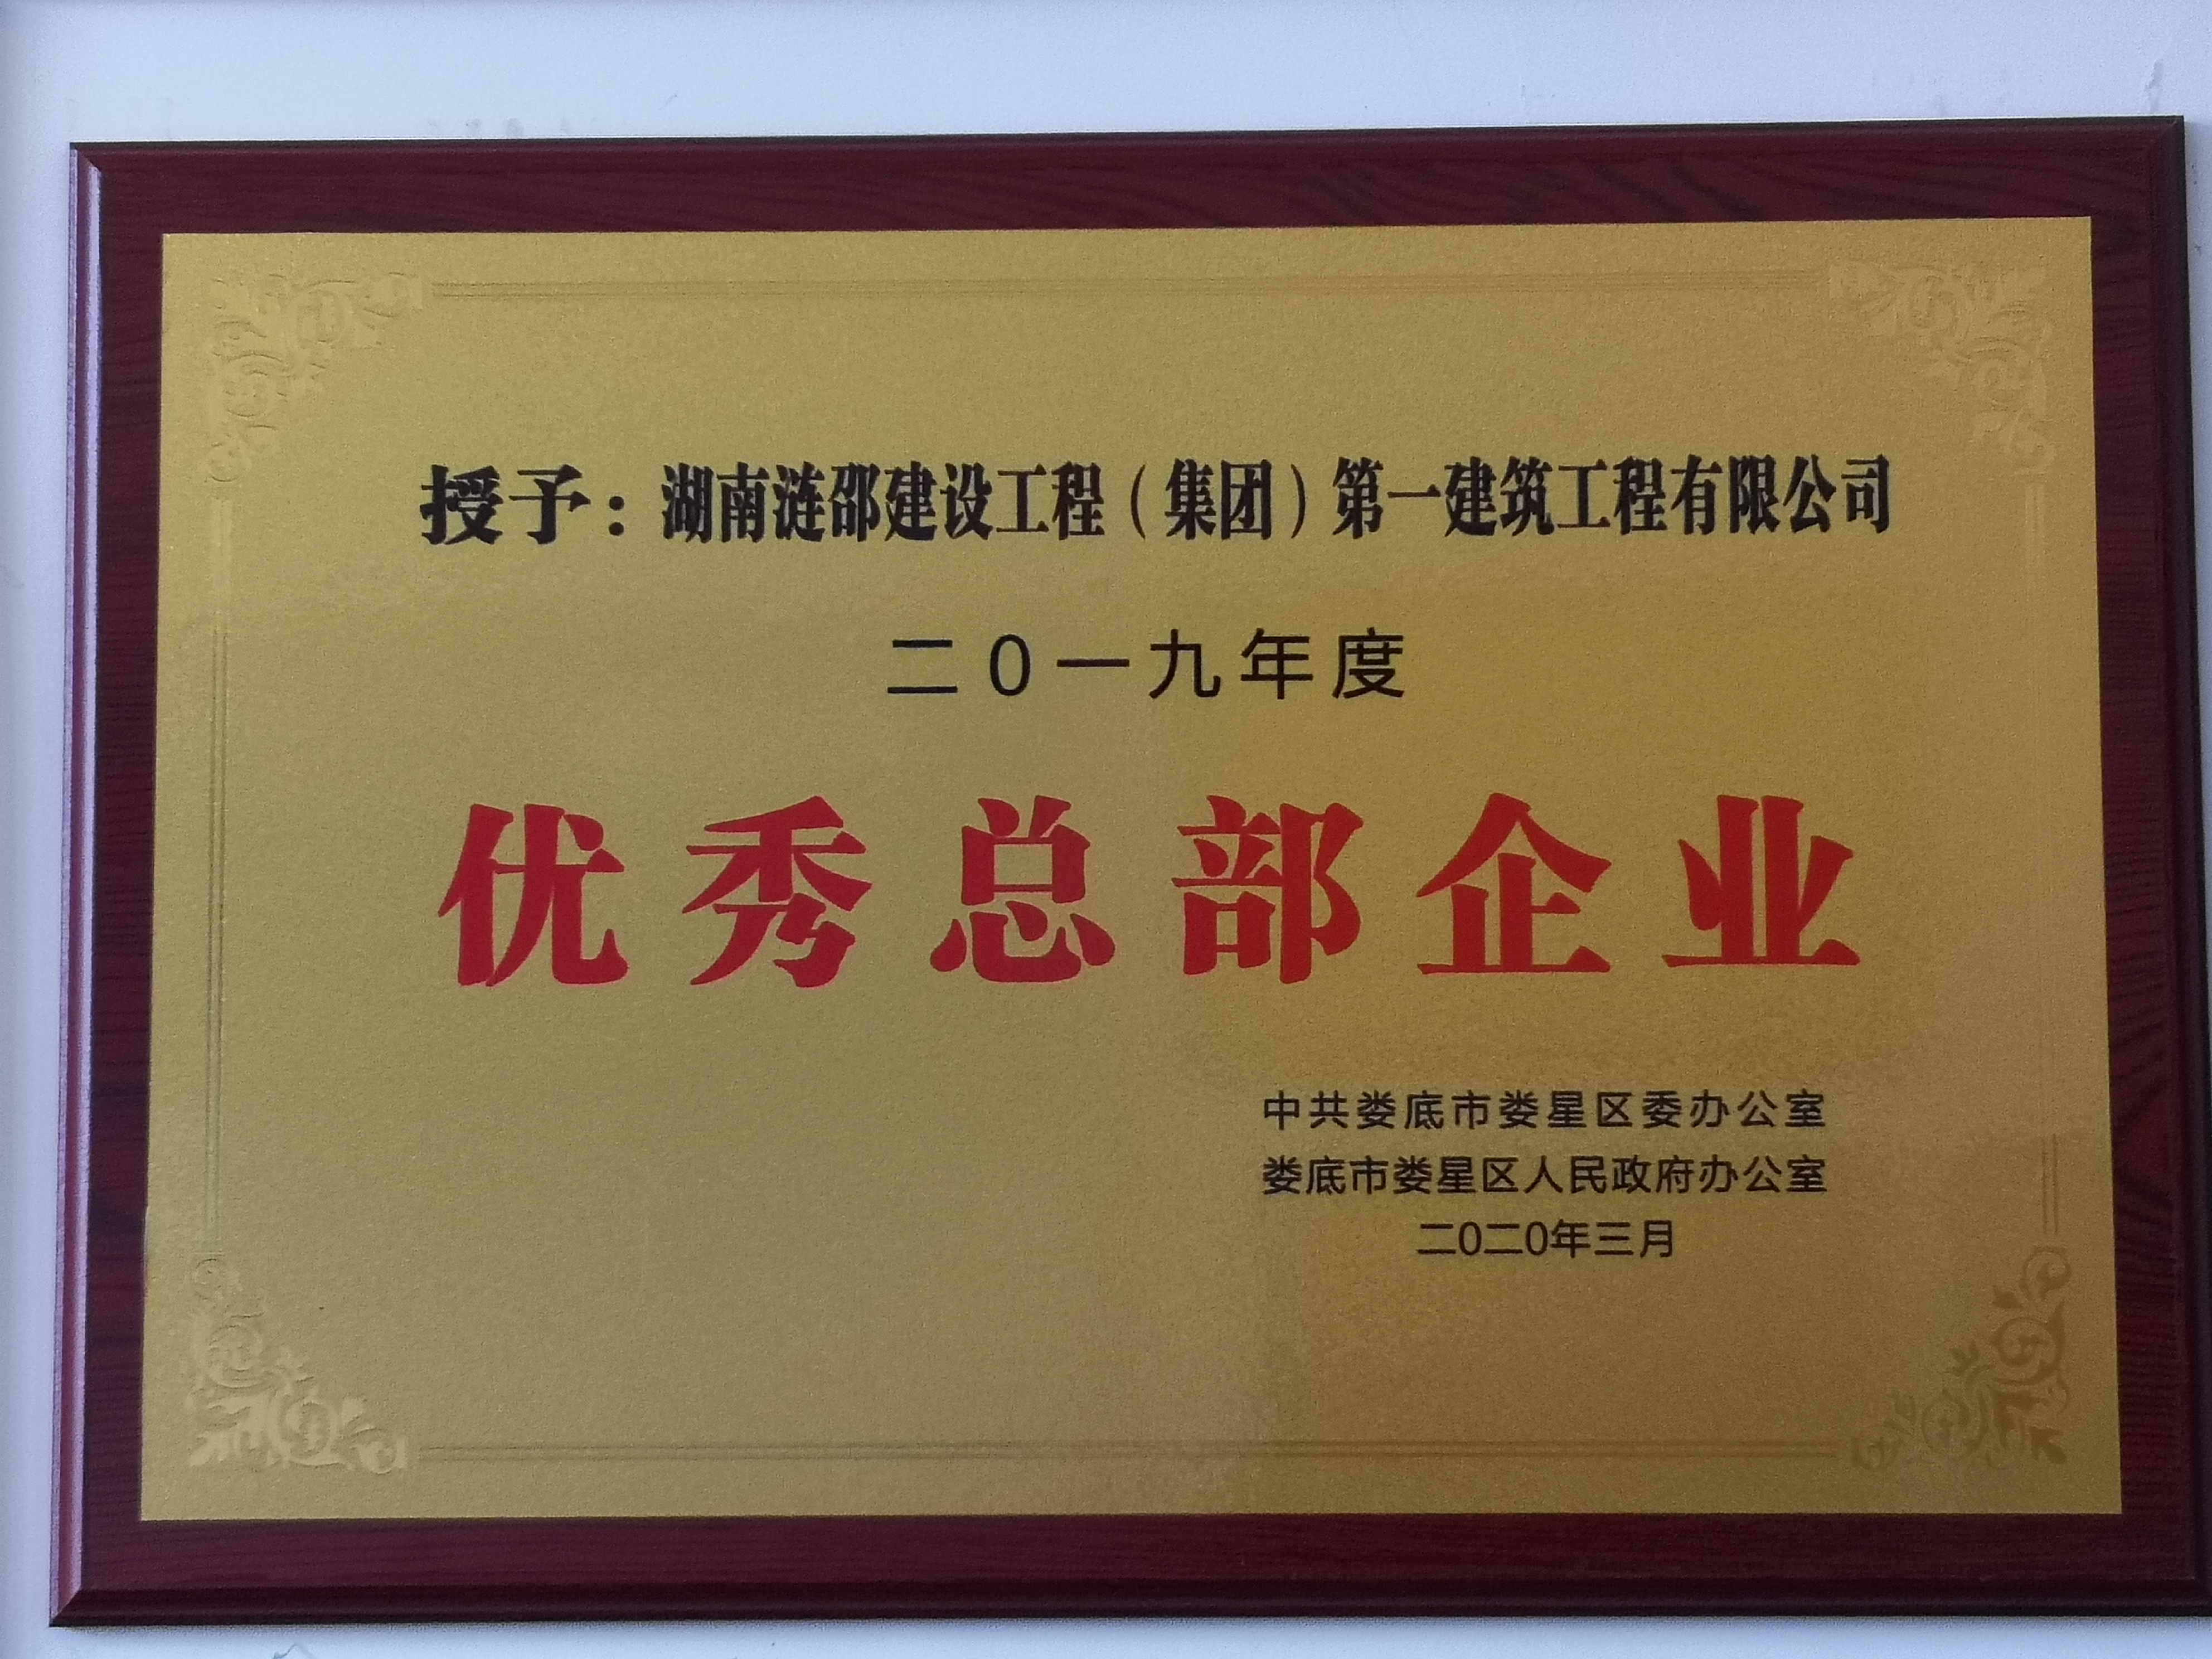 授予：湖南涟邵建设工程（集团）第一建筑工程有限公司
二0一九年度
优秀总部企业
中共娄底市娄星区委办公室
娄底市娄星区人民政府办公室
二0二0年三月